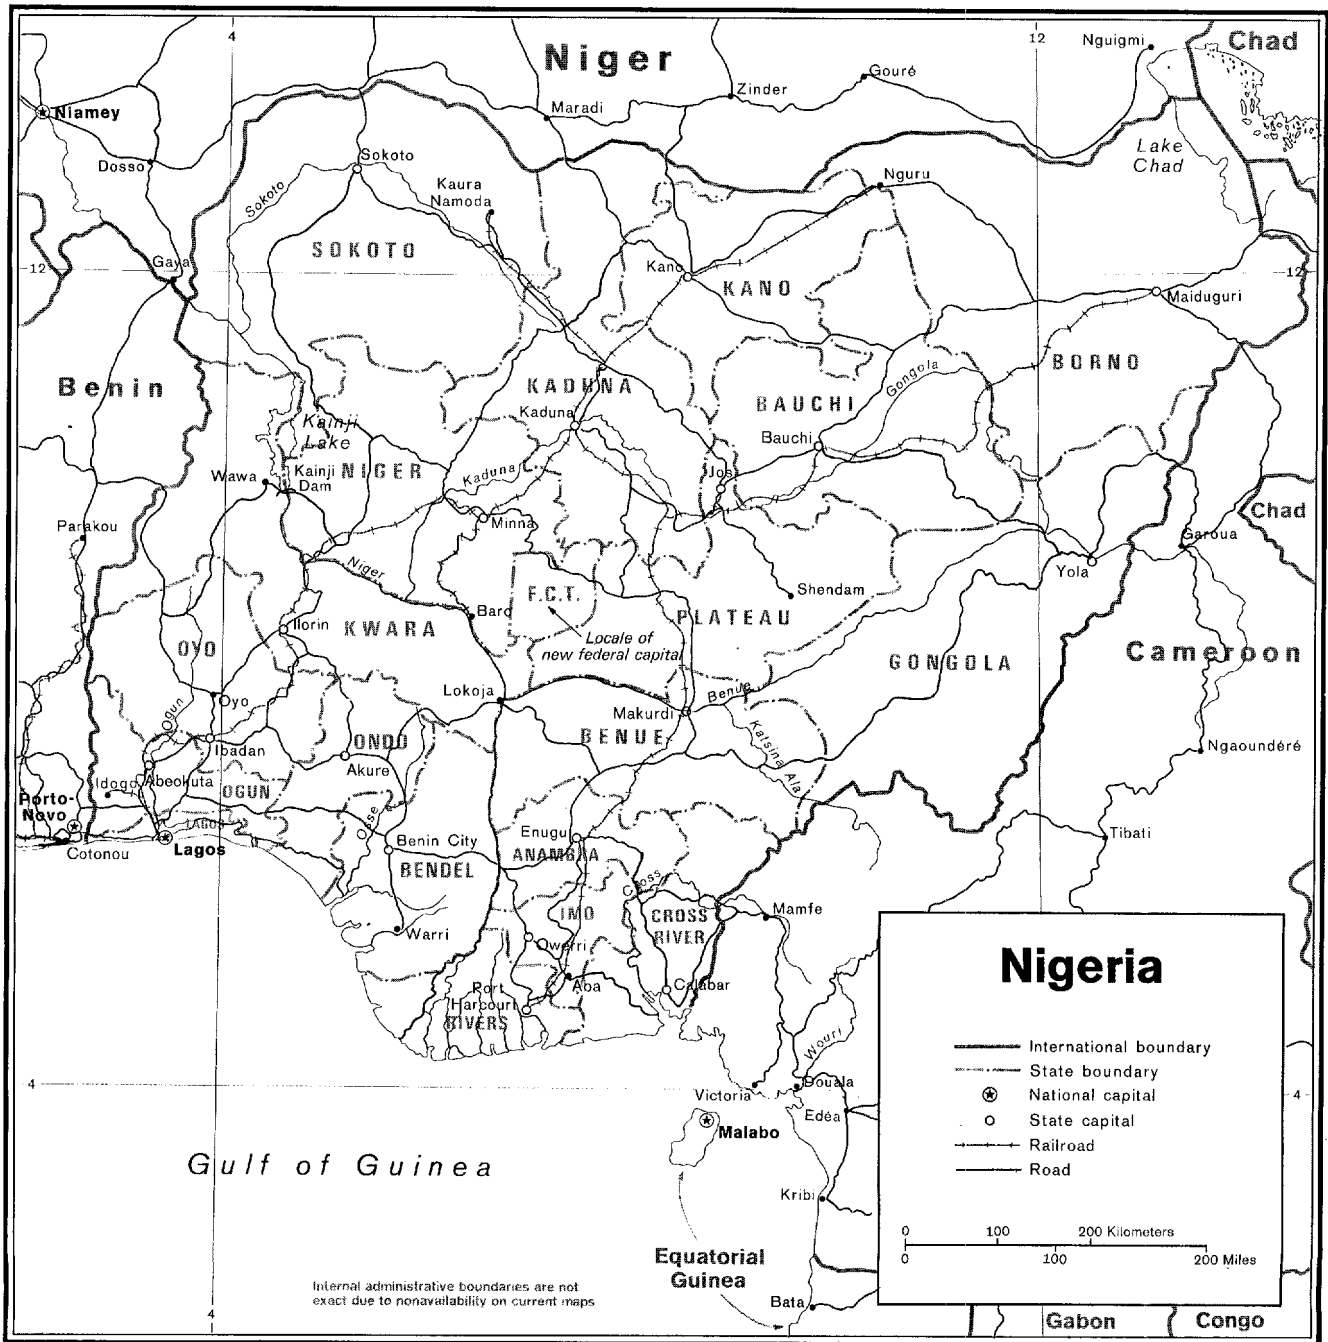 4
12
Nguigmi
Chad
Niger
Gouré
Zinder
Maradi
Niamey
Lake
Chad
Dosso
Sokoto
Kaura
Namoda
Nguru
Sokoto
SOKOTO
12
Gaya
Kano
KANO
12
Maiduguri
Benin
KADUNA
BORNO
Gongola
BAUCHI
Kaduna
Kainji
Lake
Bauchi
Wawa
Kainji
Dam
NIGER
Kaduna
Jos
Parakou
Minna
Chad
Garoua
Niger
Yola
F.C.T.
Shendam
Baro
PLATEAU
Ilorin
KWARA
Locale of
new federal capital
OYO
GONGOLA
Cameroon
Lokoja
Benue
Oyo
Ogun
Makurdi
BENUE
Katsina Ala
Ibadan
ONDO
Akure
Ngaoundéré
Idogo
Abeokuta
OGUN
Porto-
Novo
LAGOS
Osse
Cotonou
Lagos
Benin City
Enugu
ANAMBRA
Tibati
BENDEL
Cross
IMO
CROSS
RIVER
Mamfe
Warri
Owerri
Aba
Calabar
Port
Harcourt
RIVERS
Wouri
4
Victoria
Douala
Edéa
4
Malabo
Gulf of Guinea
Kribi
Equatorial
Guinea
Bata
Internal administrative boundaries are not
exact due to nonavailability on current maps
4
Nigeria
International boundary
State boundary
National capital
State capital
Railroad
Road
0 100 200 Kilometers
0 100 200 Miles
Gabon
Congo